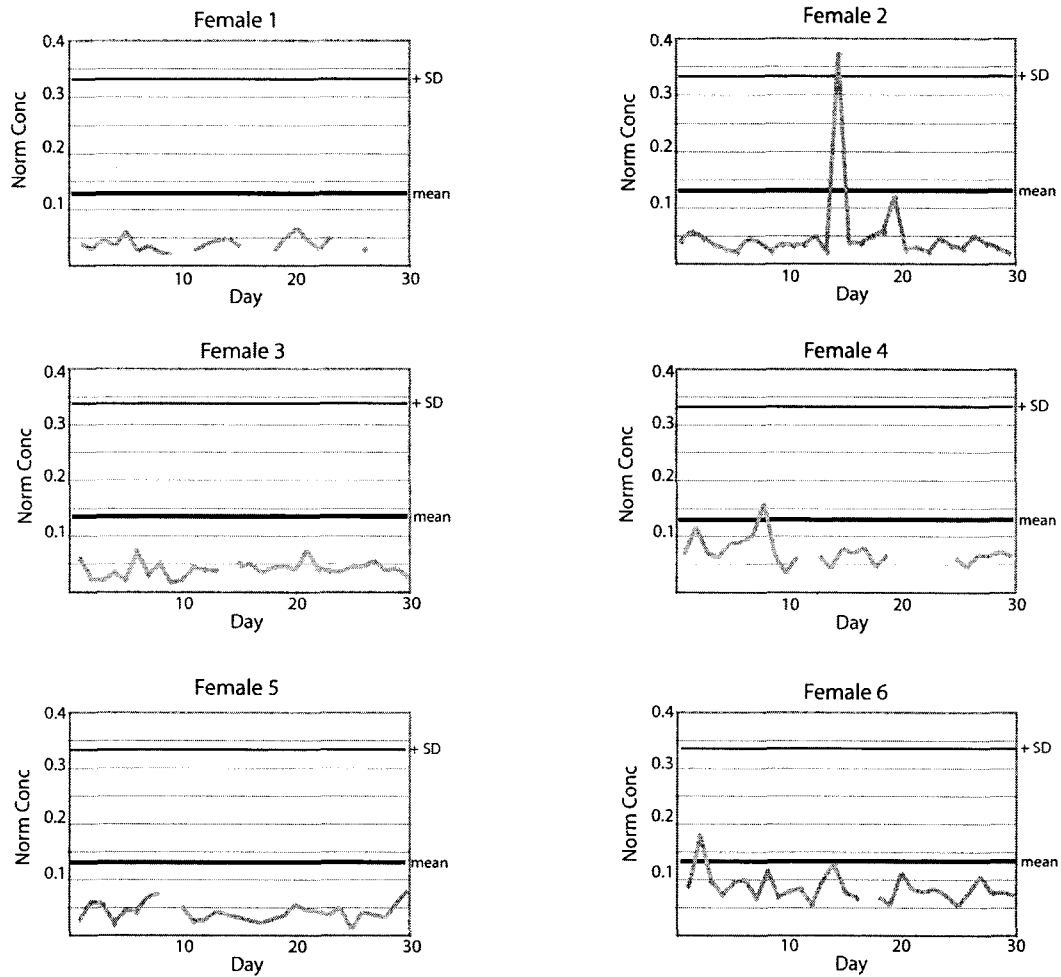 Female 1
0.4
0.3
0.2
0.1
Norm Conc
+ SD
mean
10
20
30
Day
Female 2
0.4
0.3
0.2
0.1
Norm Conc
+ SD
mean
10
20
30
Day
Female 3
0.4
0.3
0.2
0.1
Norm Conc
+ SD
mean
10
20
30
Day
Female 4
0.4
0.3
0.2
0.1
Norm Conc
+ SD
mean
10
20
30
Day
Female 5
0.4
0.3
0.2
0.1
Norm Conc
+ SD
mean
10
20
30
Day
Female 6
0.4
0.3
0.2
0.1
Norm Conc
+ SD
mean
10
20
30
Day